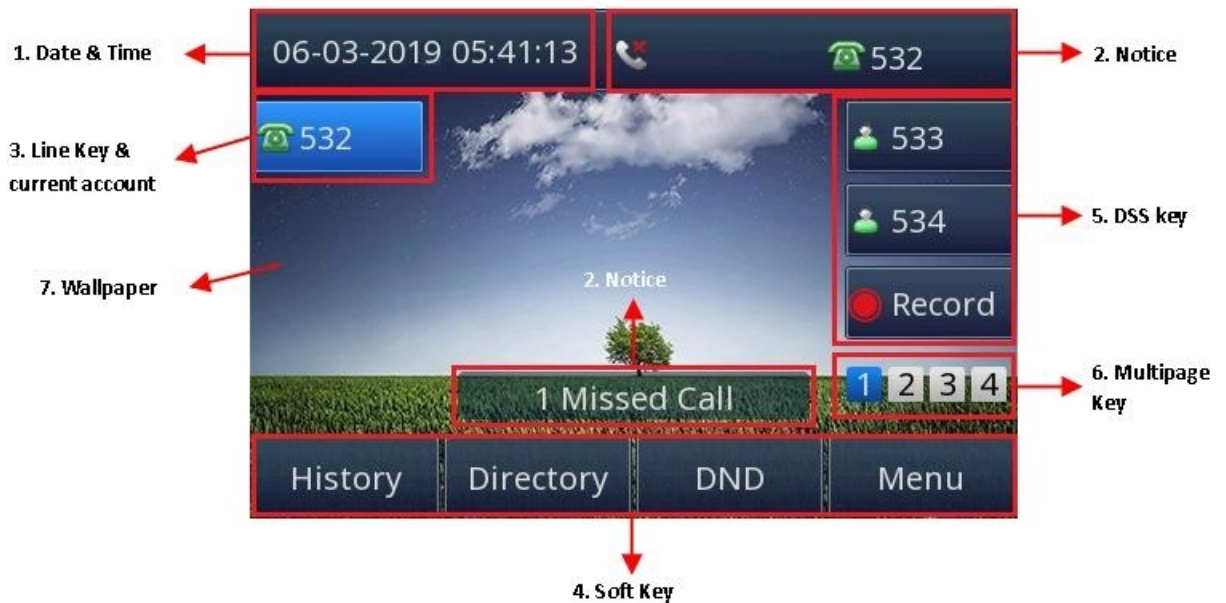 1. Date & Time
06-03-2019 05:41:13
532
2. Notice
3. Line Key &
current account
532
533
534
Record
5. DSS key
7. Wallpaper
2. Notice
1 Missed Call
1 2 3 4
6. Multipage
Key
History Directory DND Menu
4. Soft Key